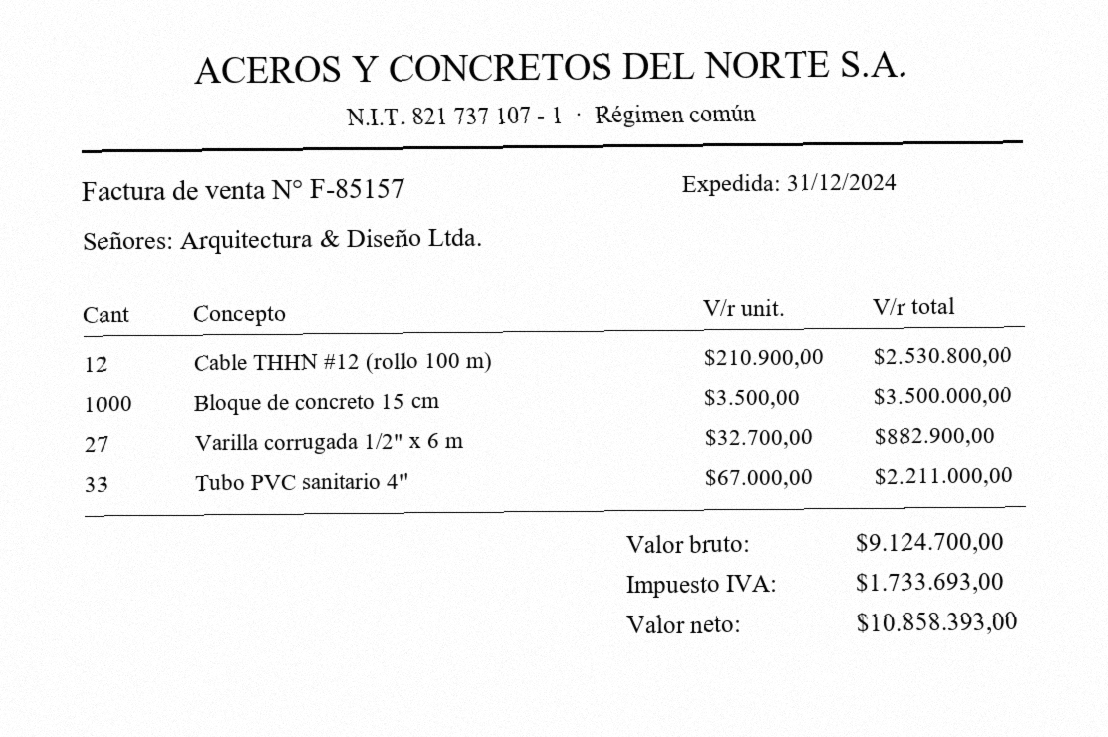 ACEROS Y CONCRETOS DEL NORTE S.A.
N.I.T. 821 737 107 - 1 · Régimen común
Factura de venta N° F-85157 Expedida: 31/12/2024
Señores: Arquitectura & Diseño Ltda.
Cant Concepto V/r unit. V/r total
12 Cable THHN #12 (rollo 100 m) $210.900,00 $2.530.800,00
1000 Bloque de concreto 15 cm $3.500,00 $3.500.000,00
27 Varilla corrugada 1/2" x 6 m $32.700,00 $882.900,00
33 Tubo PVC sanitario 4" $67.000,00 $2.211.000,00
Valor bruto: $9.124.700,00
Impuesto IVA: $1.733.693,00
Valor neto: $10.858.393,00